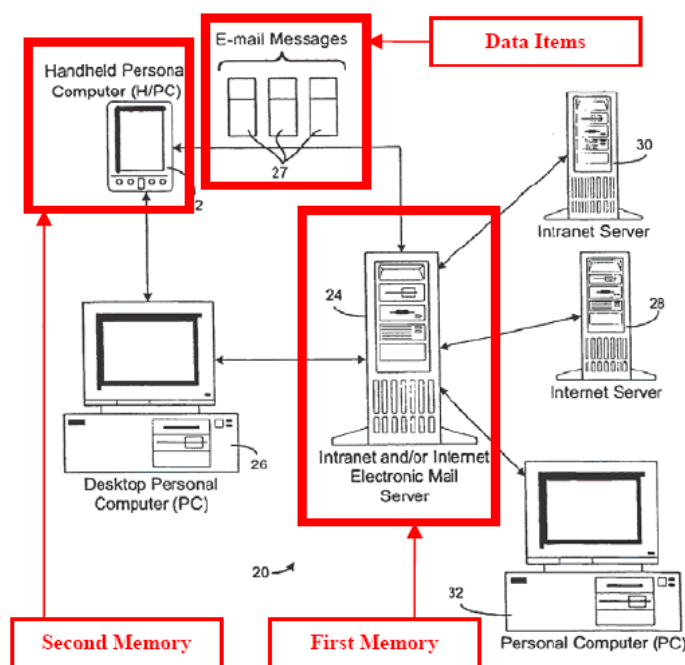 E-mail Messages
Data Items
Handheld Persona
Computer (H/PC)
27
2
30
Intranet Server
24
28
Internet Server
26
Desktop Personal
Computer (PC)
Intranet and/or Internet
Electronic Mail
Server
20
32
Personal Computer (PC)
Second Memory
First Memory